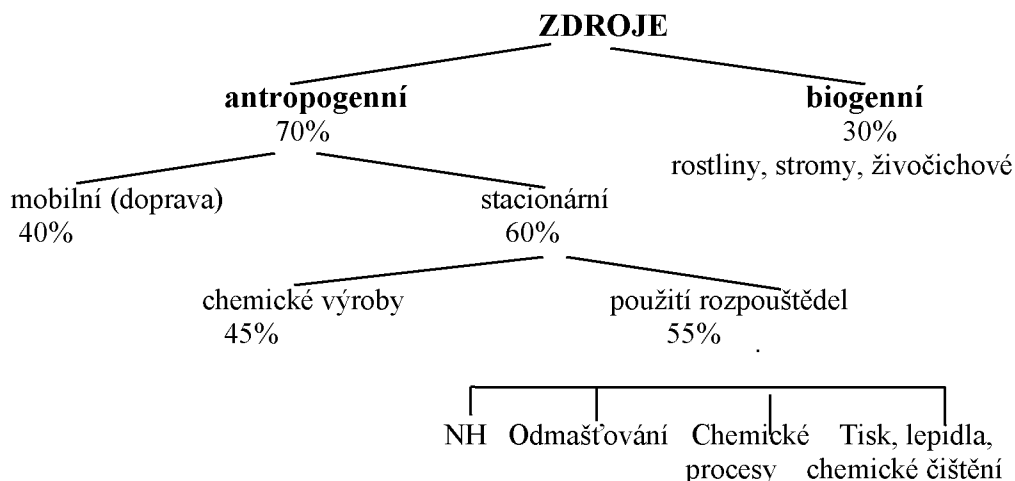 ZDROJE
antropogenní biogenní
70% 30%
rostliny, stromy, živočichové
mobilní (doprava) stacionární
40% 60%
chemické výroby použití rozpouštědel
45% 55%
NH Odmašťování Chemické Tisk, lepidla,
procesy chemické čištění